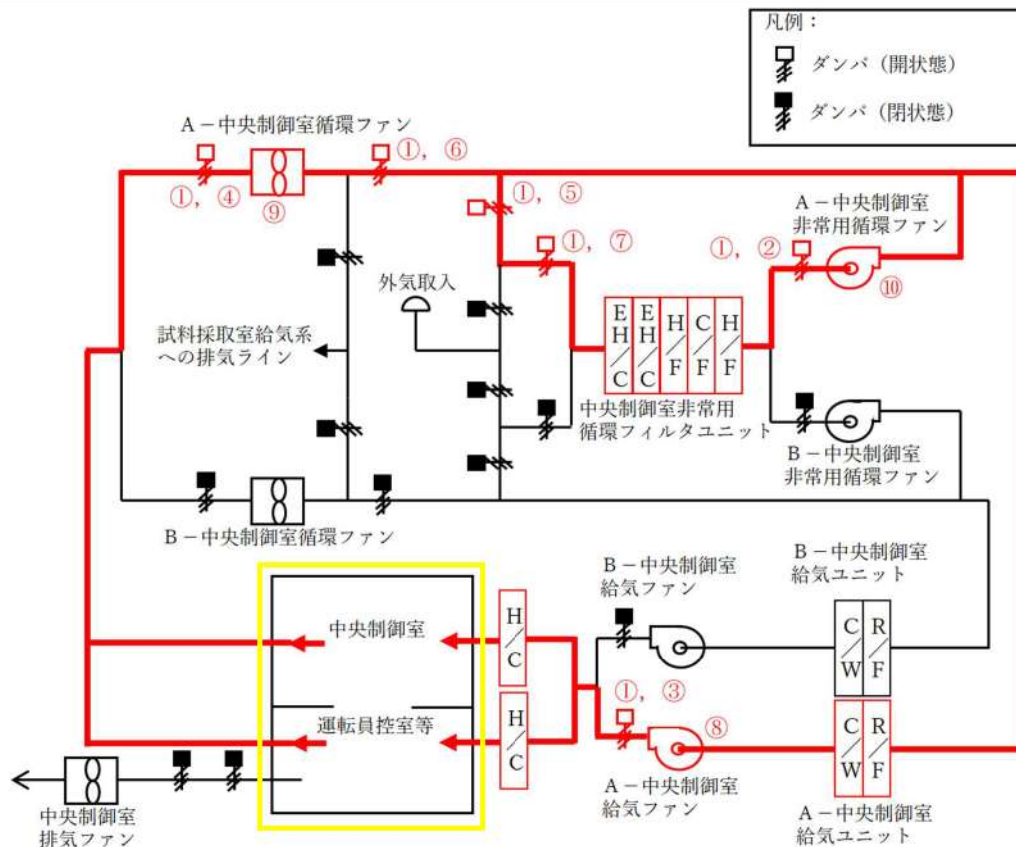 凡例：
ダンパ（開状態）
ダンパ（閉状態）
A－中央制御室循環ファン
①，④
⑨
①，⑥
①，⑤
①，⑦
①，②
A－中央制御室
非常用循環ファン
⑩
外気取入
試料採取室給気系
への排気ライン
EH/C
EH/C
H/F
C/F
H/F
中央制御室非常用
循環フィルタユニット
B－中央制御室
非常用循環ファン
B－中央制御室循環ファン
B－中央制御室
給気ファン
B－中央制御室
給気ユニット
C/W
R/F
中央制御室
H/C
運転員控室等
H/C
①，③
⑧
C/W
R/F
A－中央制御室
給気ファン
A－中央制御室
給気ユニット
中央制御室
排気ファン